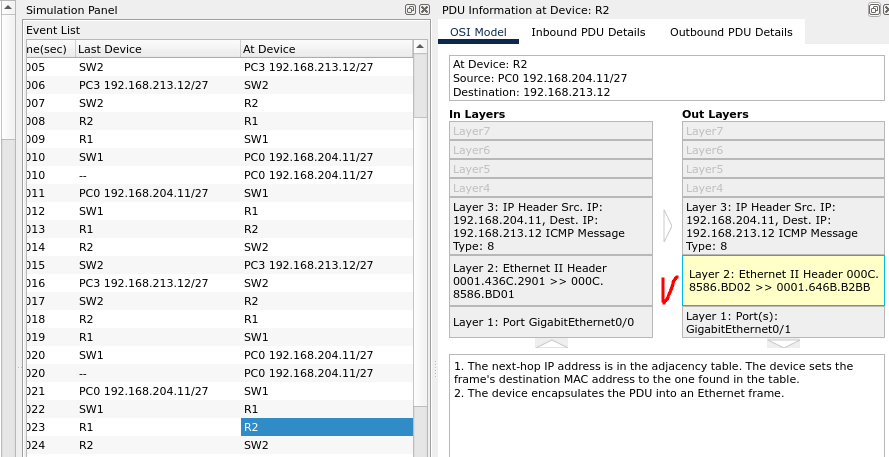 Simulation Panel
Event List
me(sec) Last Device At Device
005 SW2 PC3 192.168.213.12/27
006 PC3 192.168.213.12/27 SW2
007 SW2 R2
008 R2 R1
009 R1 SW1
010 SW1 PC0 192.168.204.11/27
010 -- PC0 192.168.204.11/27
011 PC0 192.168.204.11/27 SW1
012 SW1 R1
013 R1 R2
014 R2 SW2
015 SW2 PC3 192.168.213.12/27
016 PC3 192.168.213.12/27 SW2
017 SW2 R2
018 R2 R1
019 R1 SW1
020 SW1 PC0 192.168.204.11/27
020 -- PC0 192.168.204.11/27
021 PC0 192.168.204.11/27 SW1
022 SW1 R1
023 R1 R2
024 R2 SW2
PDU Information at Device: R2
OSI Model Inbound PDU Details Outbound PDU Details
At Device: R2
Source: PC0 192.168.204.11/27
Destination: 192.168.213.12
In Layers
Layer7
Layer6
Layer5
Layer4
Layer 3: IP Header Src. IP:
192.168.204.11, Dest. IP:
192.168.213.12 ICMP Message
Type: 8
Layer 2: Ethernet II Header
0001.436C.2901 >> 000C.
8586.BD01
Layer 1: Port GigabitEthernet0/0
Out Layers
Layer7
Layer6
Layer5
Layer4
Layer 3: IP Header Src. IP:
192.168.204.11, Dest. IP:
192.168.213.12 ICMP Message
Type: 8
Layer 2: Ethernet II Header 000C.
8586.BD02 >> 0001.646B.B2BB
Layer 1: Port(s):
GigabitEthernet0/1
1. The next-hop IP address is in the adjacency table. The device sets the
frame's destination MAC address to the one found in the table.
2. The device encapsulates the PDU into an Ethernet frame.